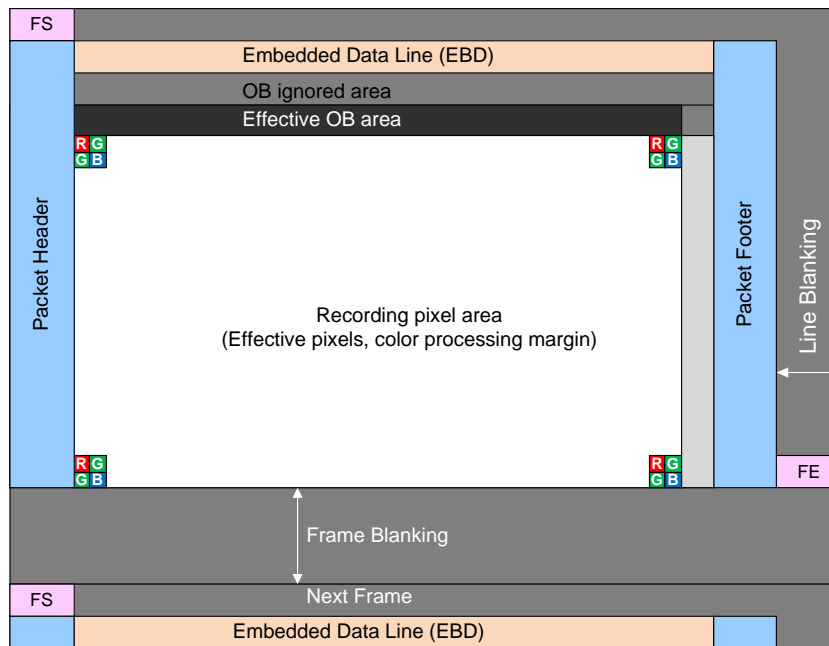 FS
Embedded Data Line (EBD)
OB ignored area
Effective OB area
R G
G B
R G
G B
Packet Header
Recording pixel area
(Effective pixels, color processing margin)
Packet Footer
Line Blanking
R G
G B
R G
G B
FE
Frame Blanking
FS
Next Frame
Embedded Data Line (EBD)